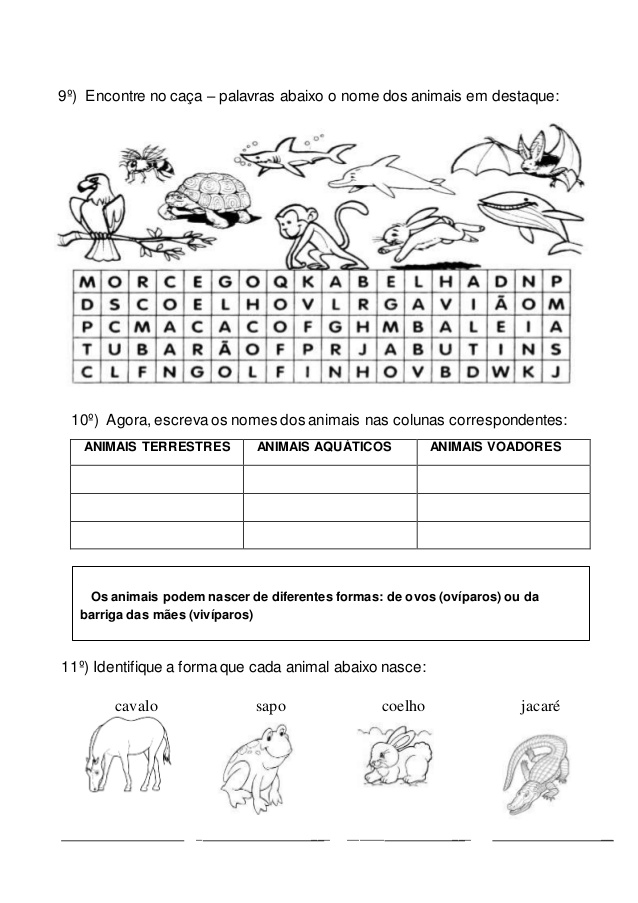 9º) Encontre no caça – palavras abaixo o nome dos animais em destaque:
M O R C E G O Q K A B E L H A D N P
D S C O E L H O V L R G A V I Ã O M
P C M A C A C O F G H M B A L E I A
T U B A R Ã O F P R J A B U T I N S
C L F N G O L F I N H O V B D W K J
10º) Agora, escreva os nomes dos animais nas colunas correspondentes:
ANIMAIS TERRESTRES ANIMAIS AQUÁTICOS ANIMAIS VOADORES
Os animais podem nascer de diferentes formas: de ovos (ovíparos) ou da
barriga das mães (vivíparos)
11º) Identifique a forma que cada animal abaixo nasce:
cavalo sapo coelho jacaré